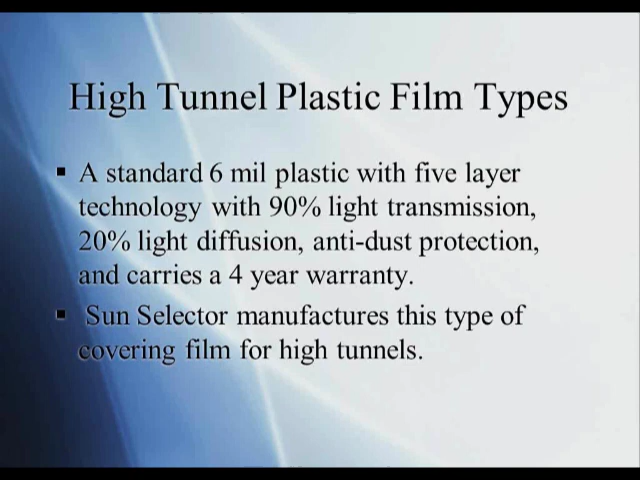 High Tunnel Plastic Film Types
▪ A standard 6 mil plastic with five layer
technology with 90% light transmission,
20% light diffusion, anti-dust protection,
and carries a 4 year warranty.
▪ Sun Selector manufactures this type of
covering film for high tunnels.